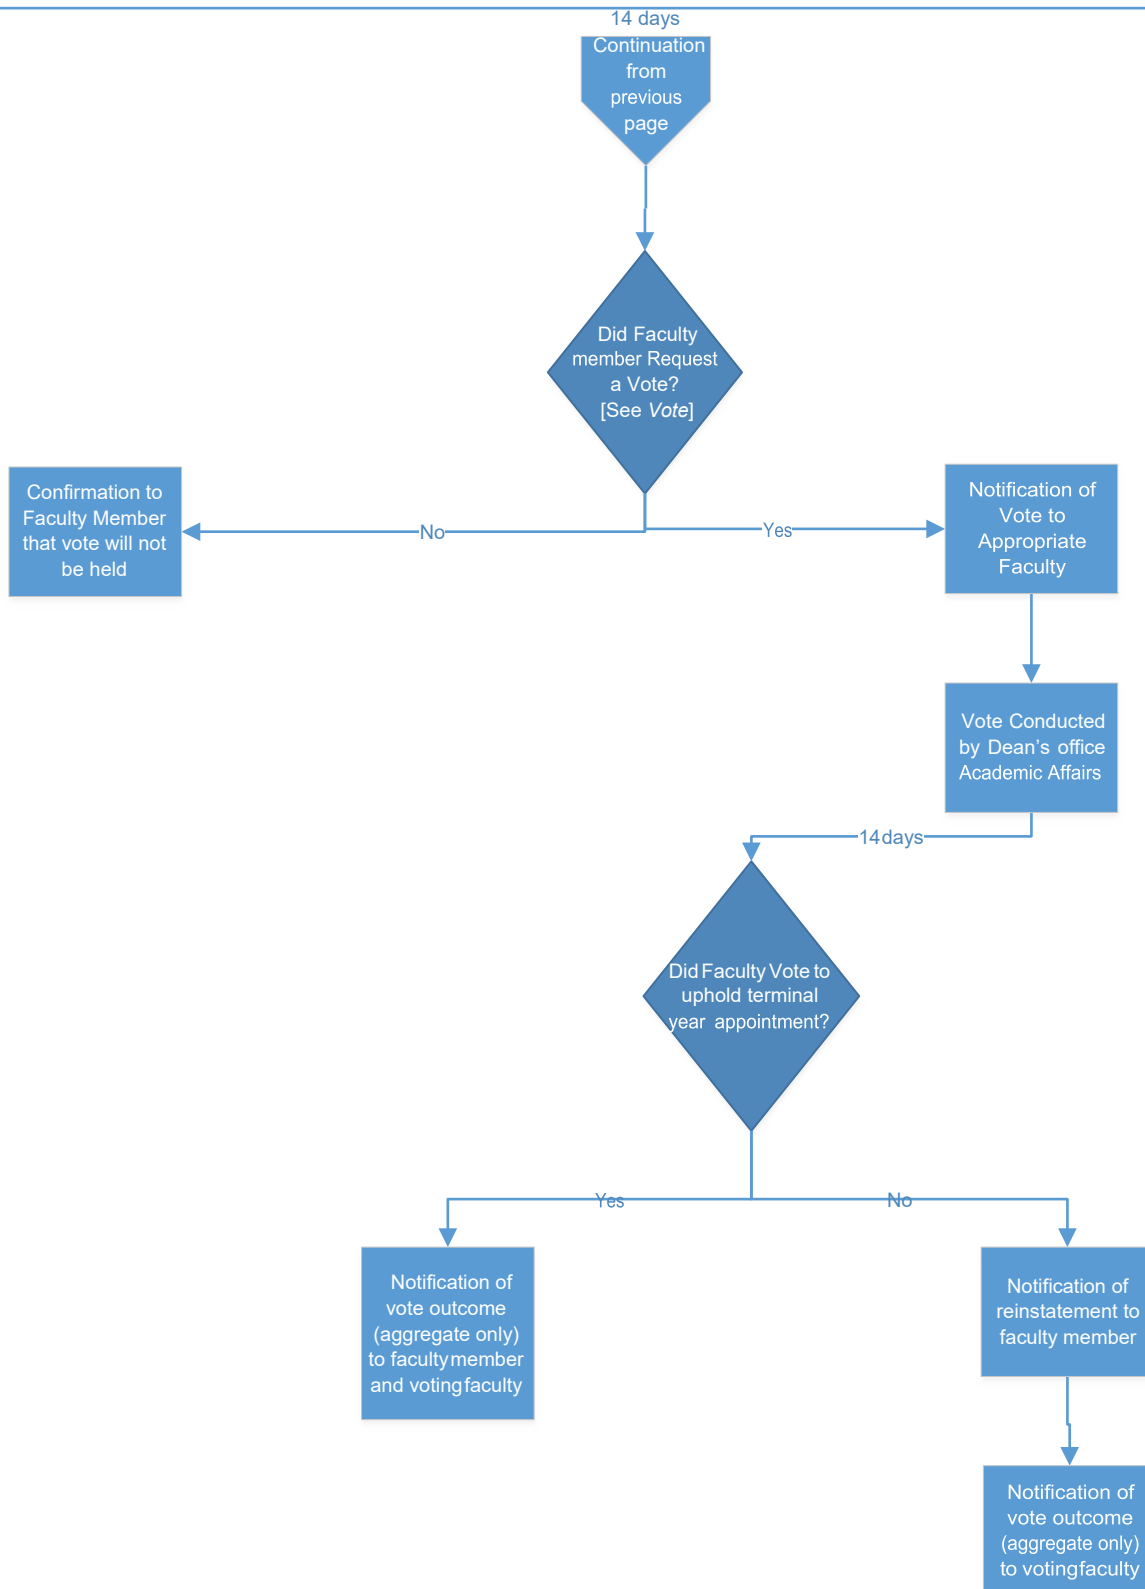 14 days
Continuation
from
previous
page
Did Faculty
member Request
a Vote?
[See Vote]
Confirmation to
Faculty Member
that vote will not
be held
No
Yes
Notification of
Vote to
Appropriate
Faculty
Vote Conducted
by Dean's office
Academic Affairs
14 days
Did Faculty Vote to
uphold terminal
year appointment?
Yes
No
Notification of
vote outcome
(aggregate only)
to faculty member
and voting faculty
Notification of
reinstatement to
faculty member
Notification of
vote outcome
(aggregate only)
to voting faculty